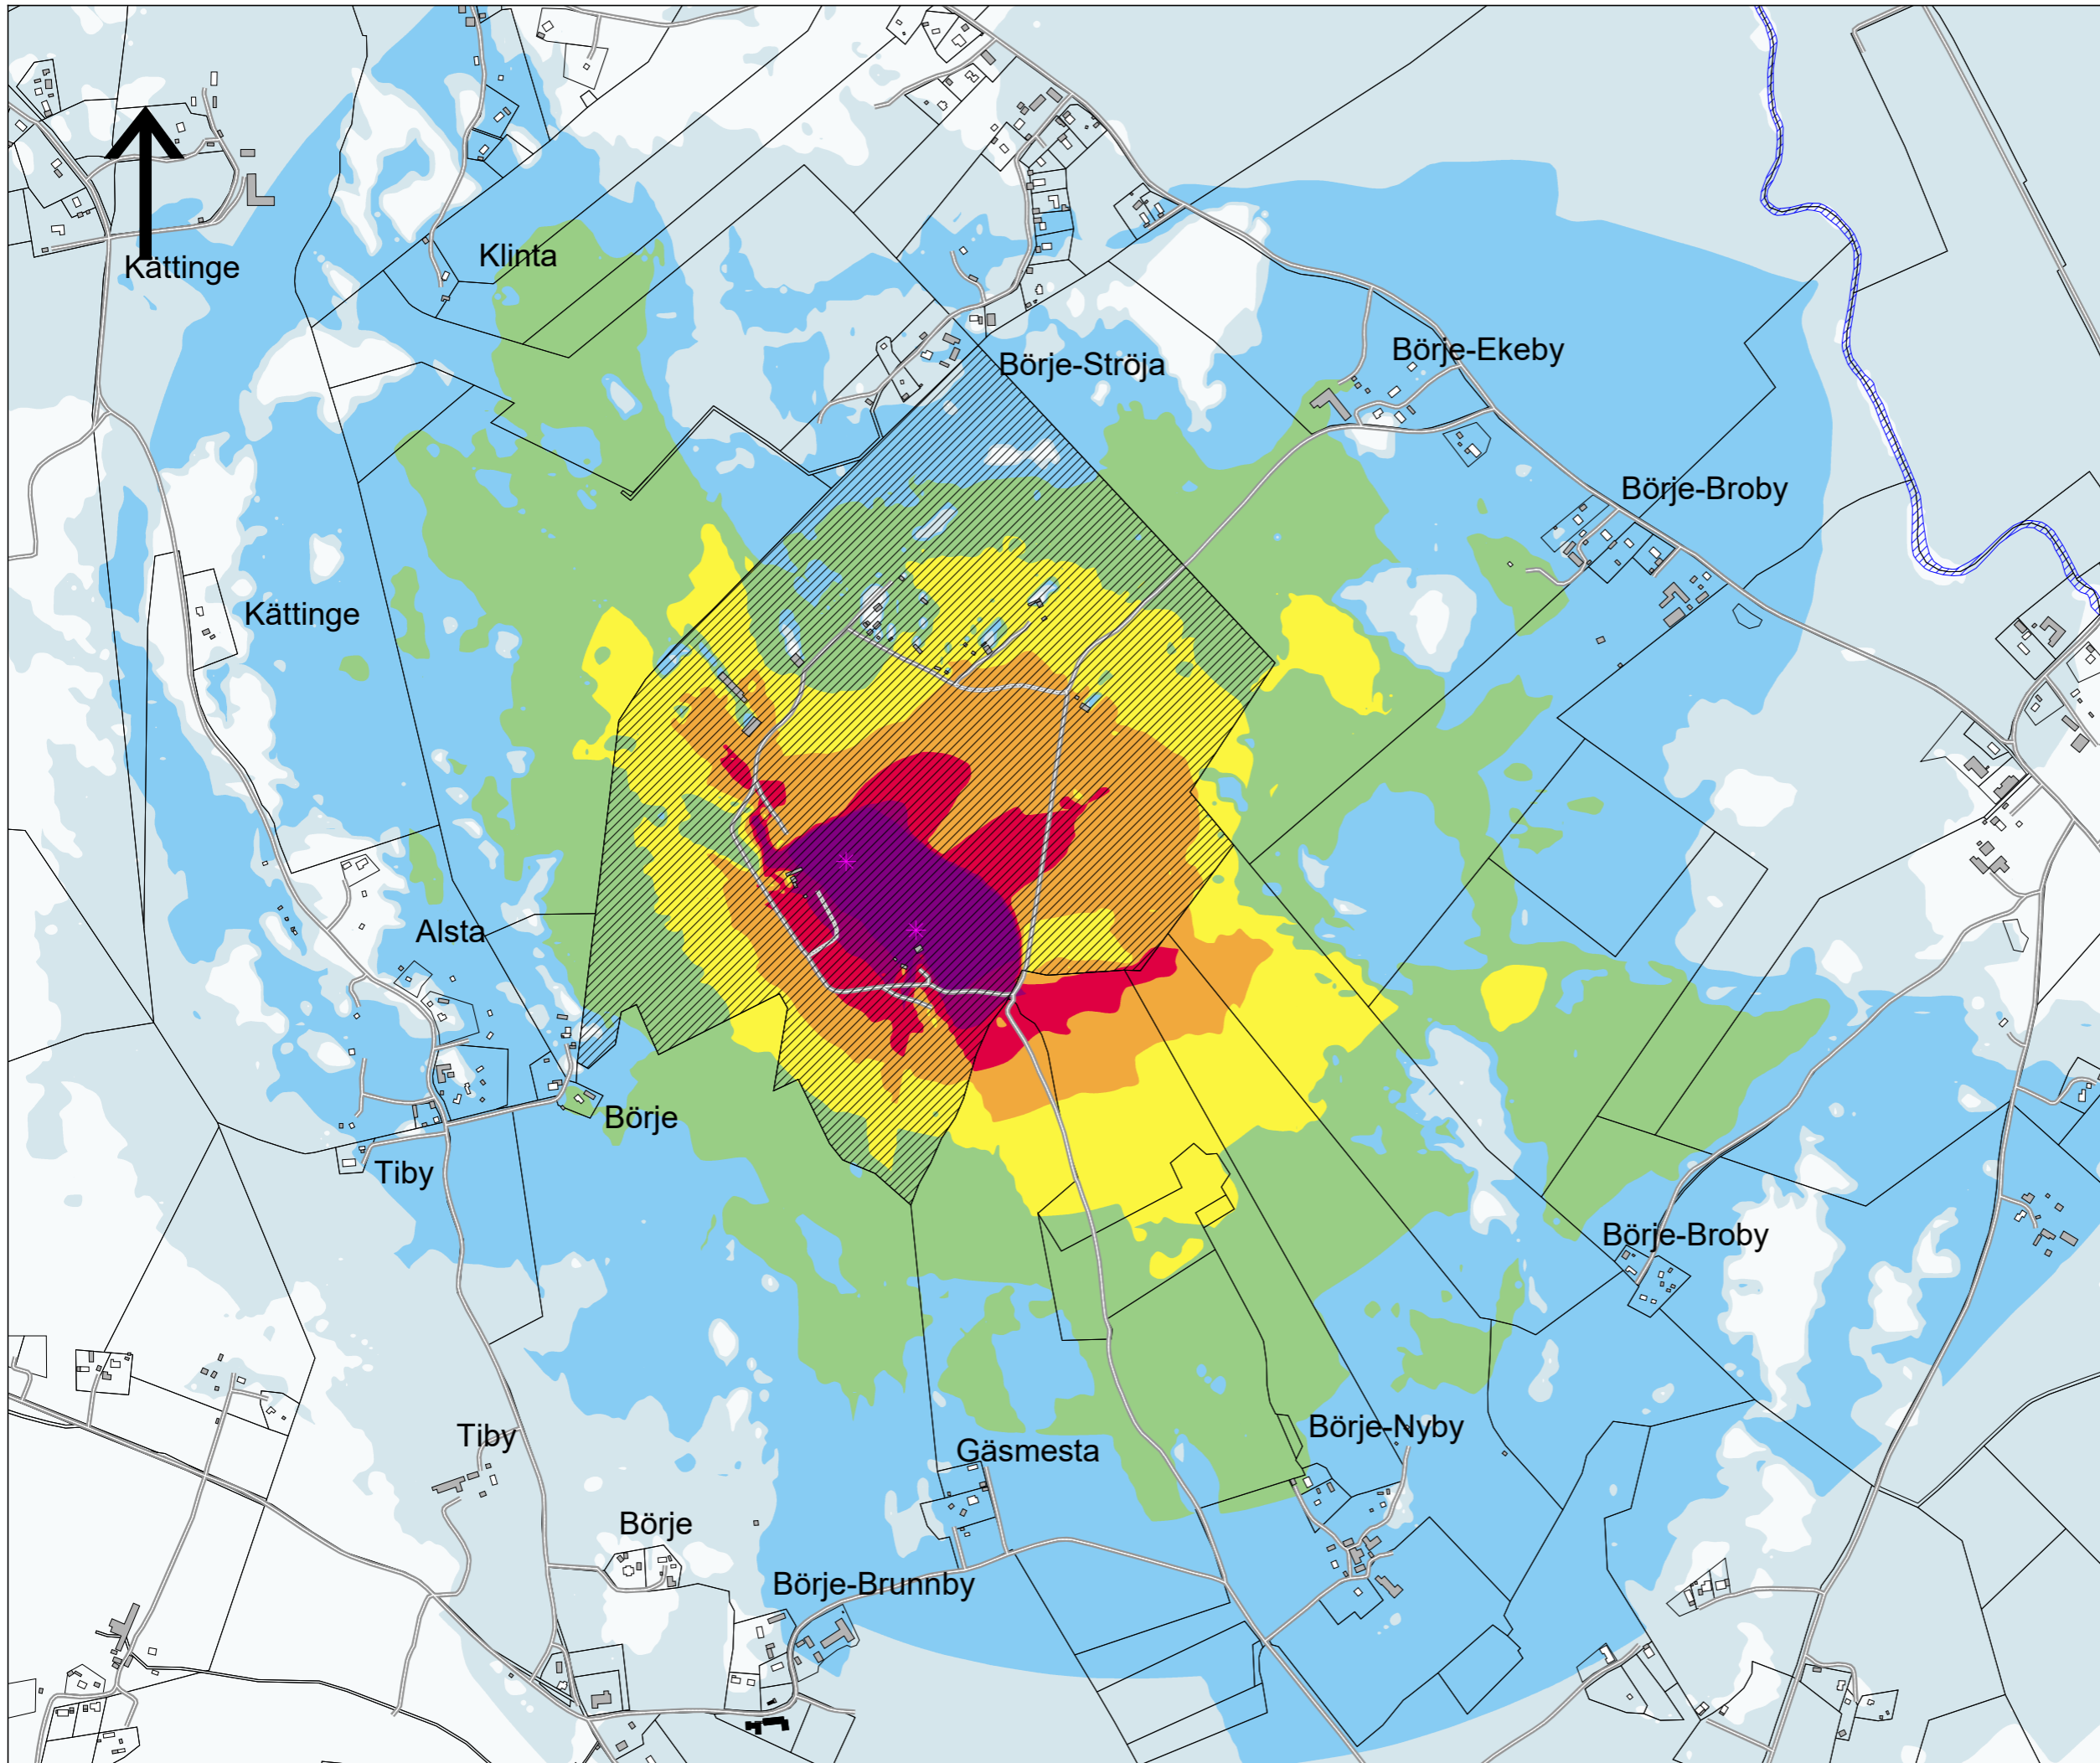 Klinta
Kättinge
Börje-Ekeby
Börje-Ströja
Börje-Broby
Kättinge
Alsta
Börje
Tiby
Börje-Broby
Börje-Nyby
Tiby
Gäsmesta
Börje
Börje-Brunnby